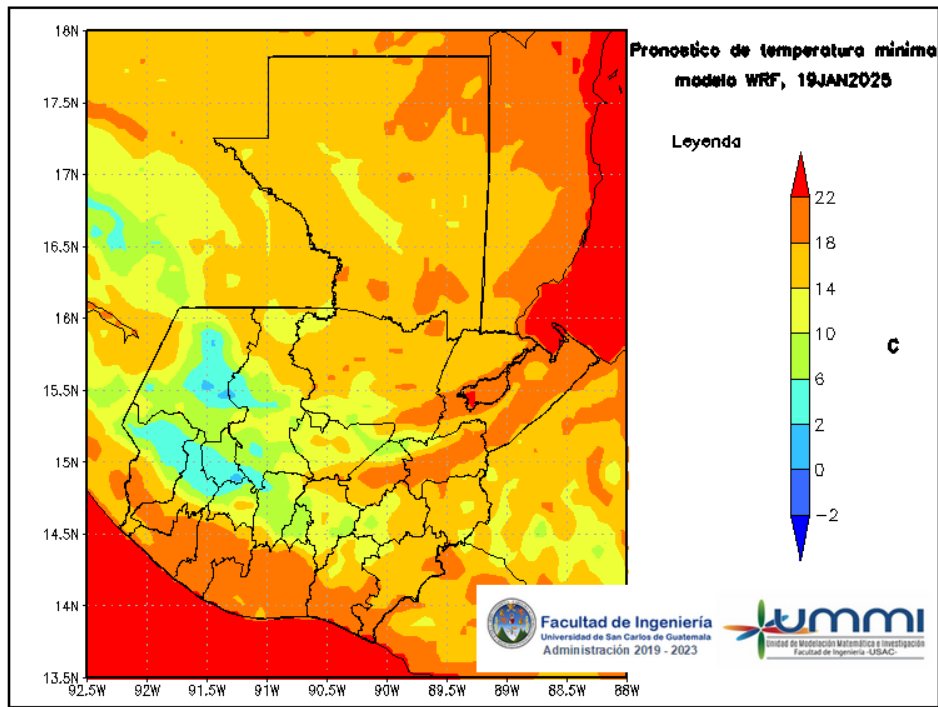 Pronostico de temperatura minima
modelo WRF, 19JAN2025
Leyenda
22
18
14
10
6
2
0
−2
C
18N
17.5N
17N
16.5N
16N
15.5N
15N
14.5N
14N
13.5N
92.5W 92W 91.5W 91W 90.5W 90W 89.5W 89W 88.5W 88W
Facultad de Ingeniería
Universidad de San Carlos de Guatemala
Administración 2019 - 2023
UMMI
Unidad de Modelación Matemática e Investigación
Facultad de Ingeniería -USAC-